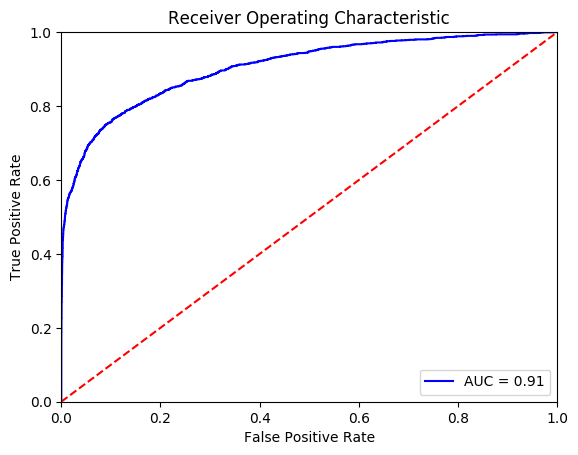 Receiver Operating Characteristic
1.0
0.8
0.6
0.4
0.2
0.0
True Positive Rate
AUC = 0.91
0.0 0.2 0.4 0.6 0.8 1.0
False Positive Rate